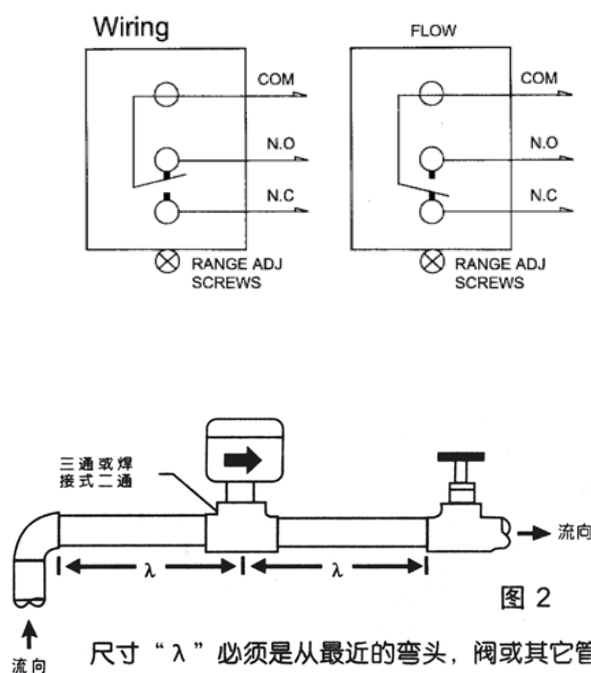 Wiring
FLOW
COM
N.O
N.C
RANGE ADJ
SCREWS
COM
N.O
N.C
RANGE ADJ
SCREWS
三通或焊
接式二通
流向
λ
λ
图 2
流向
尺寸“λ”必须是从最近的弯头，阀或其它管